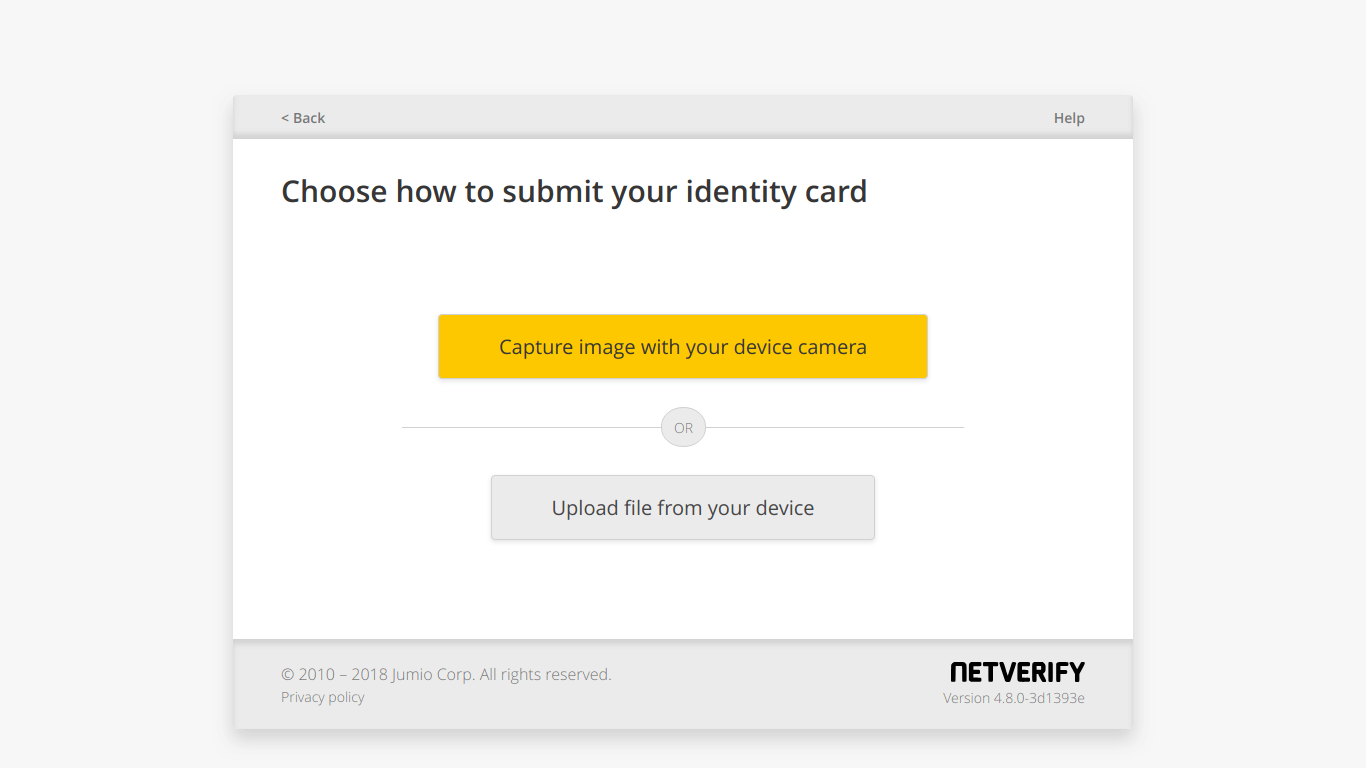 < Back
Help
Choose how to submit your identity card
Capture image with your device camera
OR
Upload file from your device
© 2010 – 2018 Jumio Corp. All rights reserved.
Privacy policy
NETVERIFY
Version 4.8.0-3d1393e